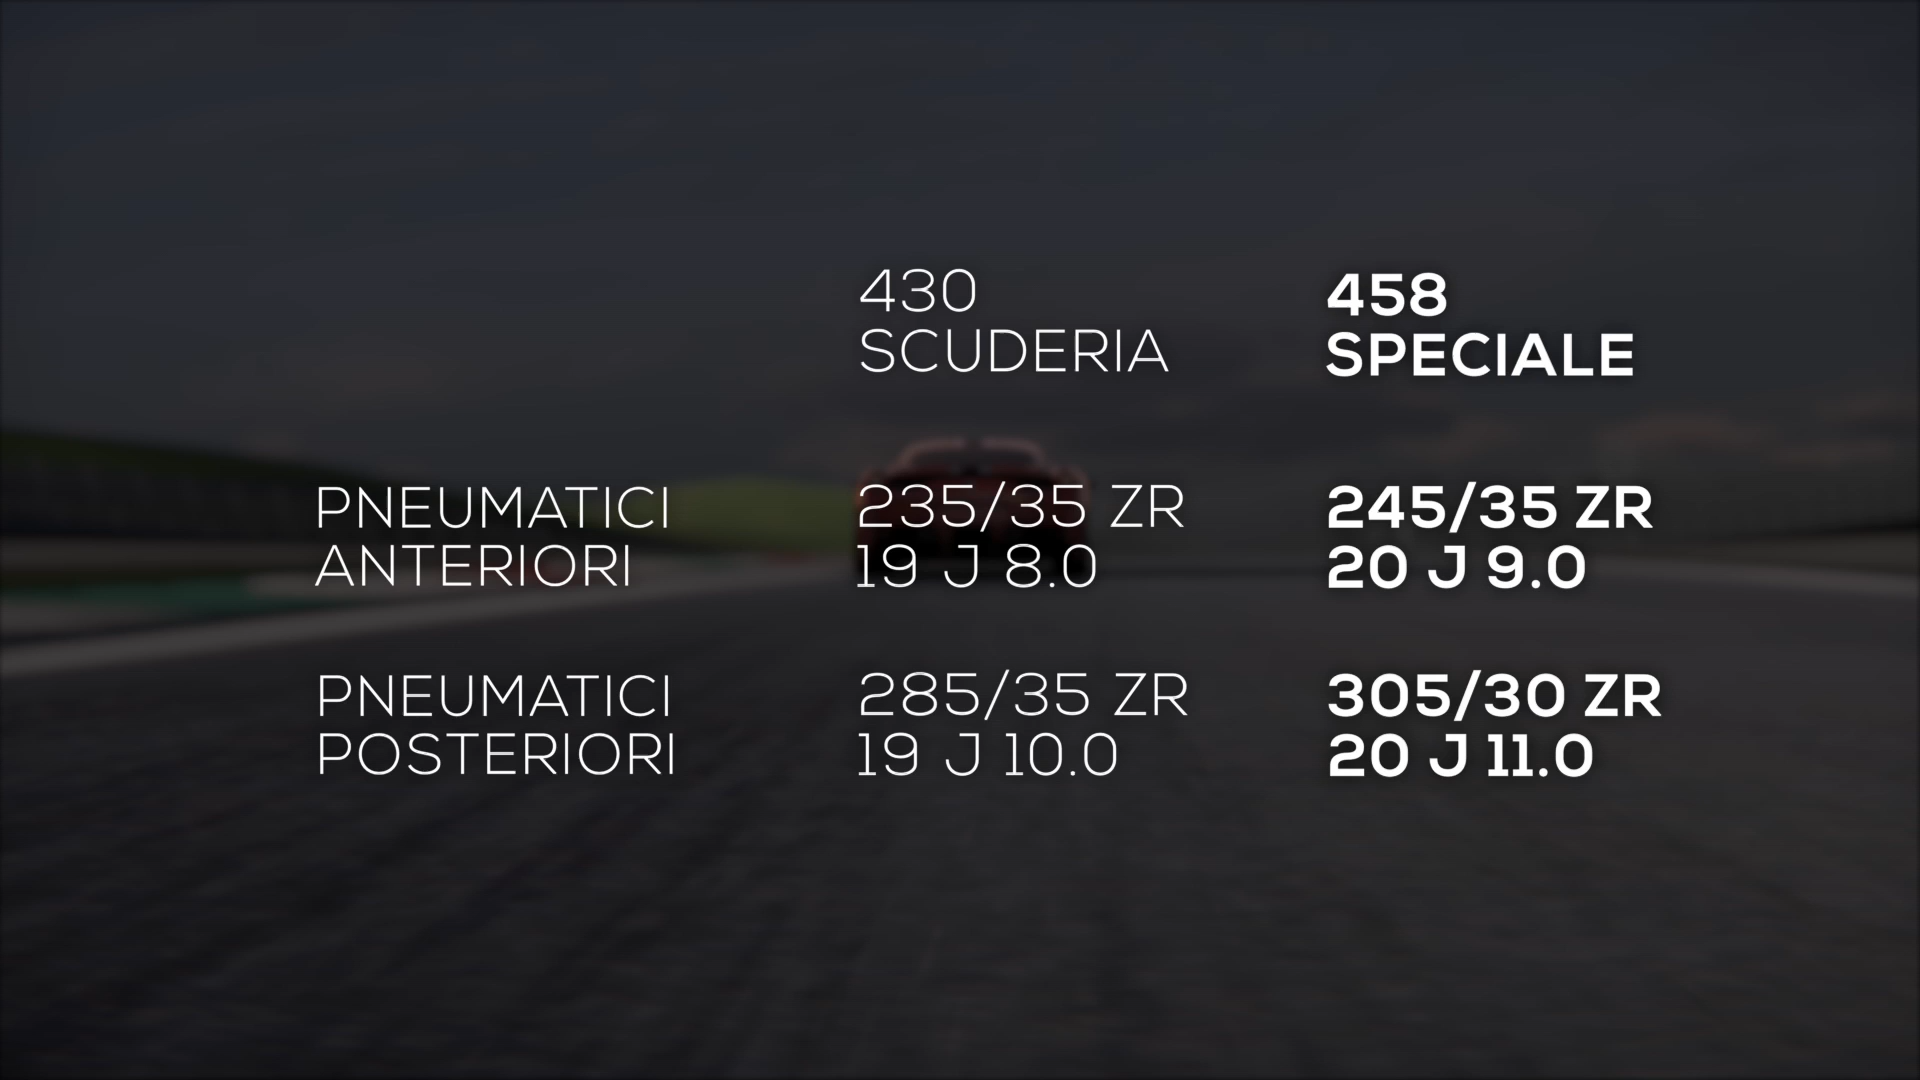 430
SCUDERIA
458
SPECIALE
PNEUMATICI
ANTERIORI
235/35 ZR
19 J 8.0
245/35 ZR
20 J 9.0
PNEUMATICI
POSTERIORI
285/35 ZR
19 J 10.0
305/30 ZR
20 J 11.0